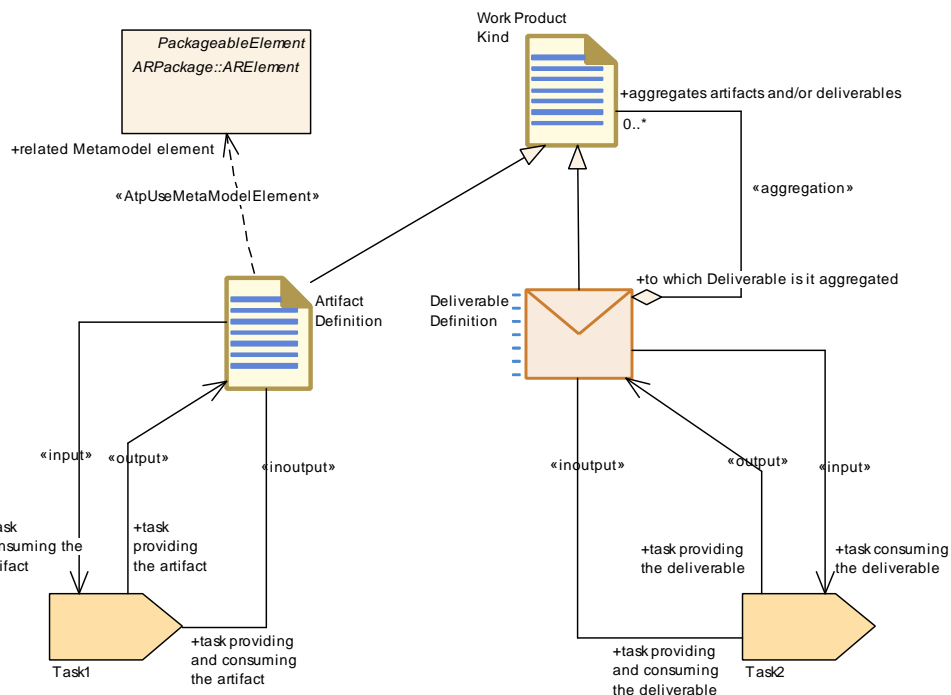 Work Product
Kind
PackageableElement
ARPackage::ARElement
+aggregates artifacts and/or deliverables
0..*
+related Metamodel element
«AtpUseMetaModelElement»
«aggregation»
+to which Deliverable is it aggregated
Artifact
Definition
Deliverable
Definition
«input»
«output»
«inoutput»
«inoutput»
«output»
«input»
+task
providing
the artifact
the
+task providing
the deliverable
+task consuming
the deliverable
+task providing
and consuming
the artifact
+task providing
and consuming
the deliverable
Task1
Task2